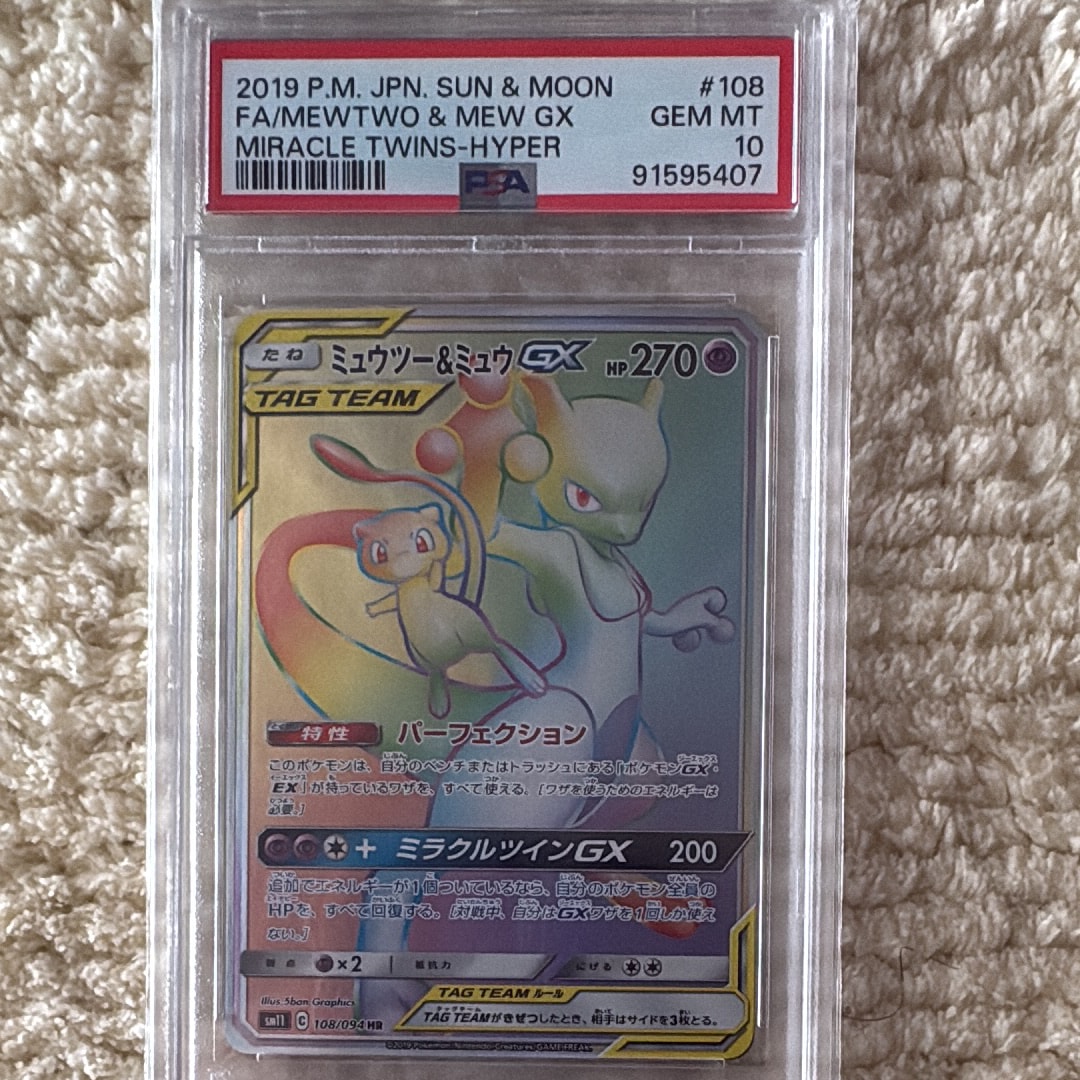 2019 P.M. JPN. SUN & MOON #108
FA/MEWTWO & MEW GX GEM MT
MIRACLE TWINS-HYPER 10
PSA 91595407
たね ミュウツー&ミュウGX HP270
TAG TEAM
特性 パーフェクション
このポケモンは、自分のベンチまたはトラッシュにある「ポケモンGX・
EX」が持っているワザを、すべて使える。[ワザを使うためのエネルギーは
必要。]
+ ミラクルツインGX 200
追加でエネルギーが1個ついているなら、自分のポケモン全員の
HPを、すべて回復する。[対戦中、自分はGXワザを1回しか使え
ない。]
弱点 ×2 抵抗力 にげる
Illus. 5ban Graphics
TAG TEAM ルール
sm11 C 108/094 HR
TAG TEAMがきぜつしたとき、相手はサイドを3枚とる。
©2019 Pokémon/Nintendo/Creatures/GAME FREAK